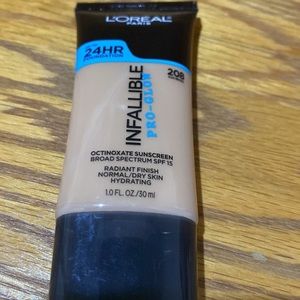 L'ORÉAL
PARIS
24HR
FOUNDATION
208
INFALLIBLE
PRO-GLOW
OCTINOXATE SUNSCREEN
BROAD SPECTRUM SPF 15
RADIANT FINISH
NORMAL/DRY SKIN
HYDRATING
1.0 FL. OZ./30 ml